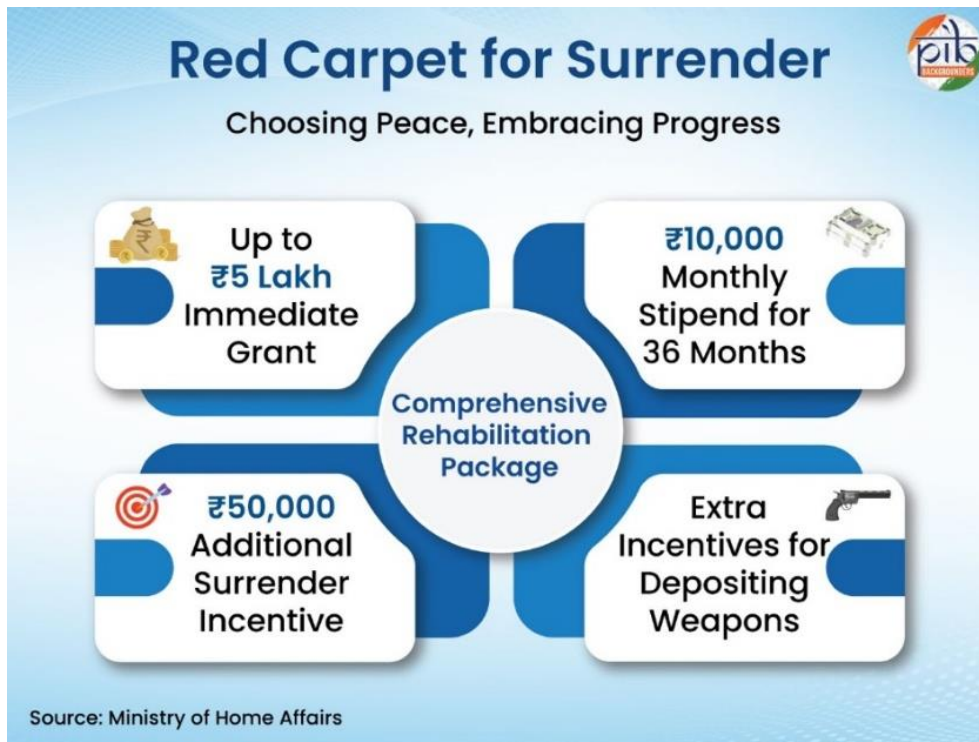 Red Carpet for Surrender
pib
BACKGROUNDERS
Choosing Peace, Embracing Progress
Up to
₹5 Lakh
Immediate
Grant
₹10,000
Monthly
Stipend for
36 Months
Comprehensive
Rehabilitation
Package
₹50,000
Additional
Surrender
Incentive
Extra
Incentives for
Depositing
Weapons
Source: Ministry of Home Affairs